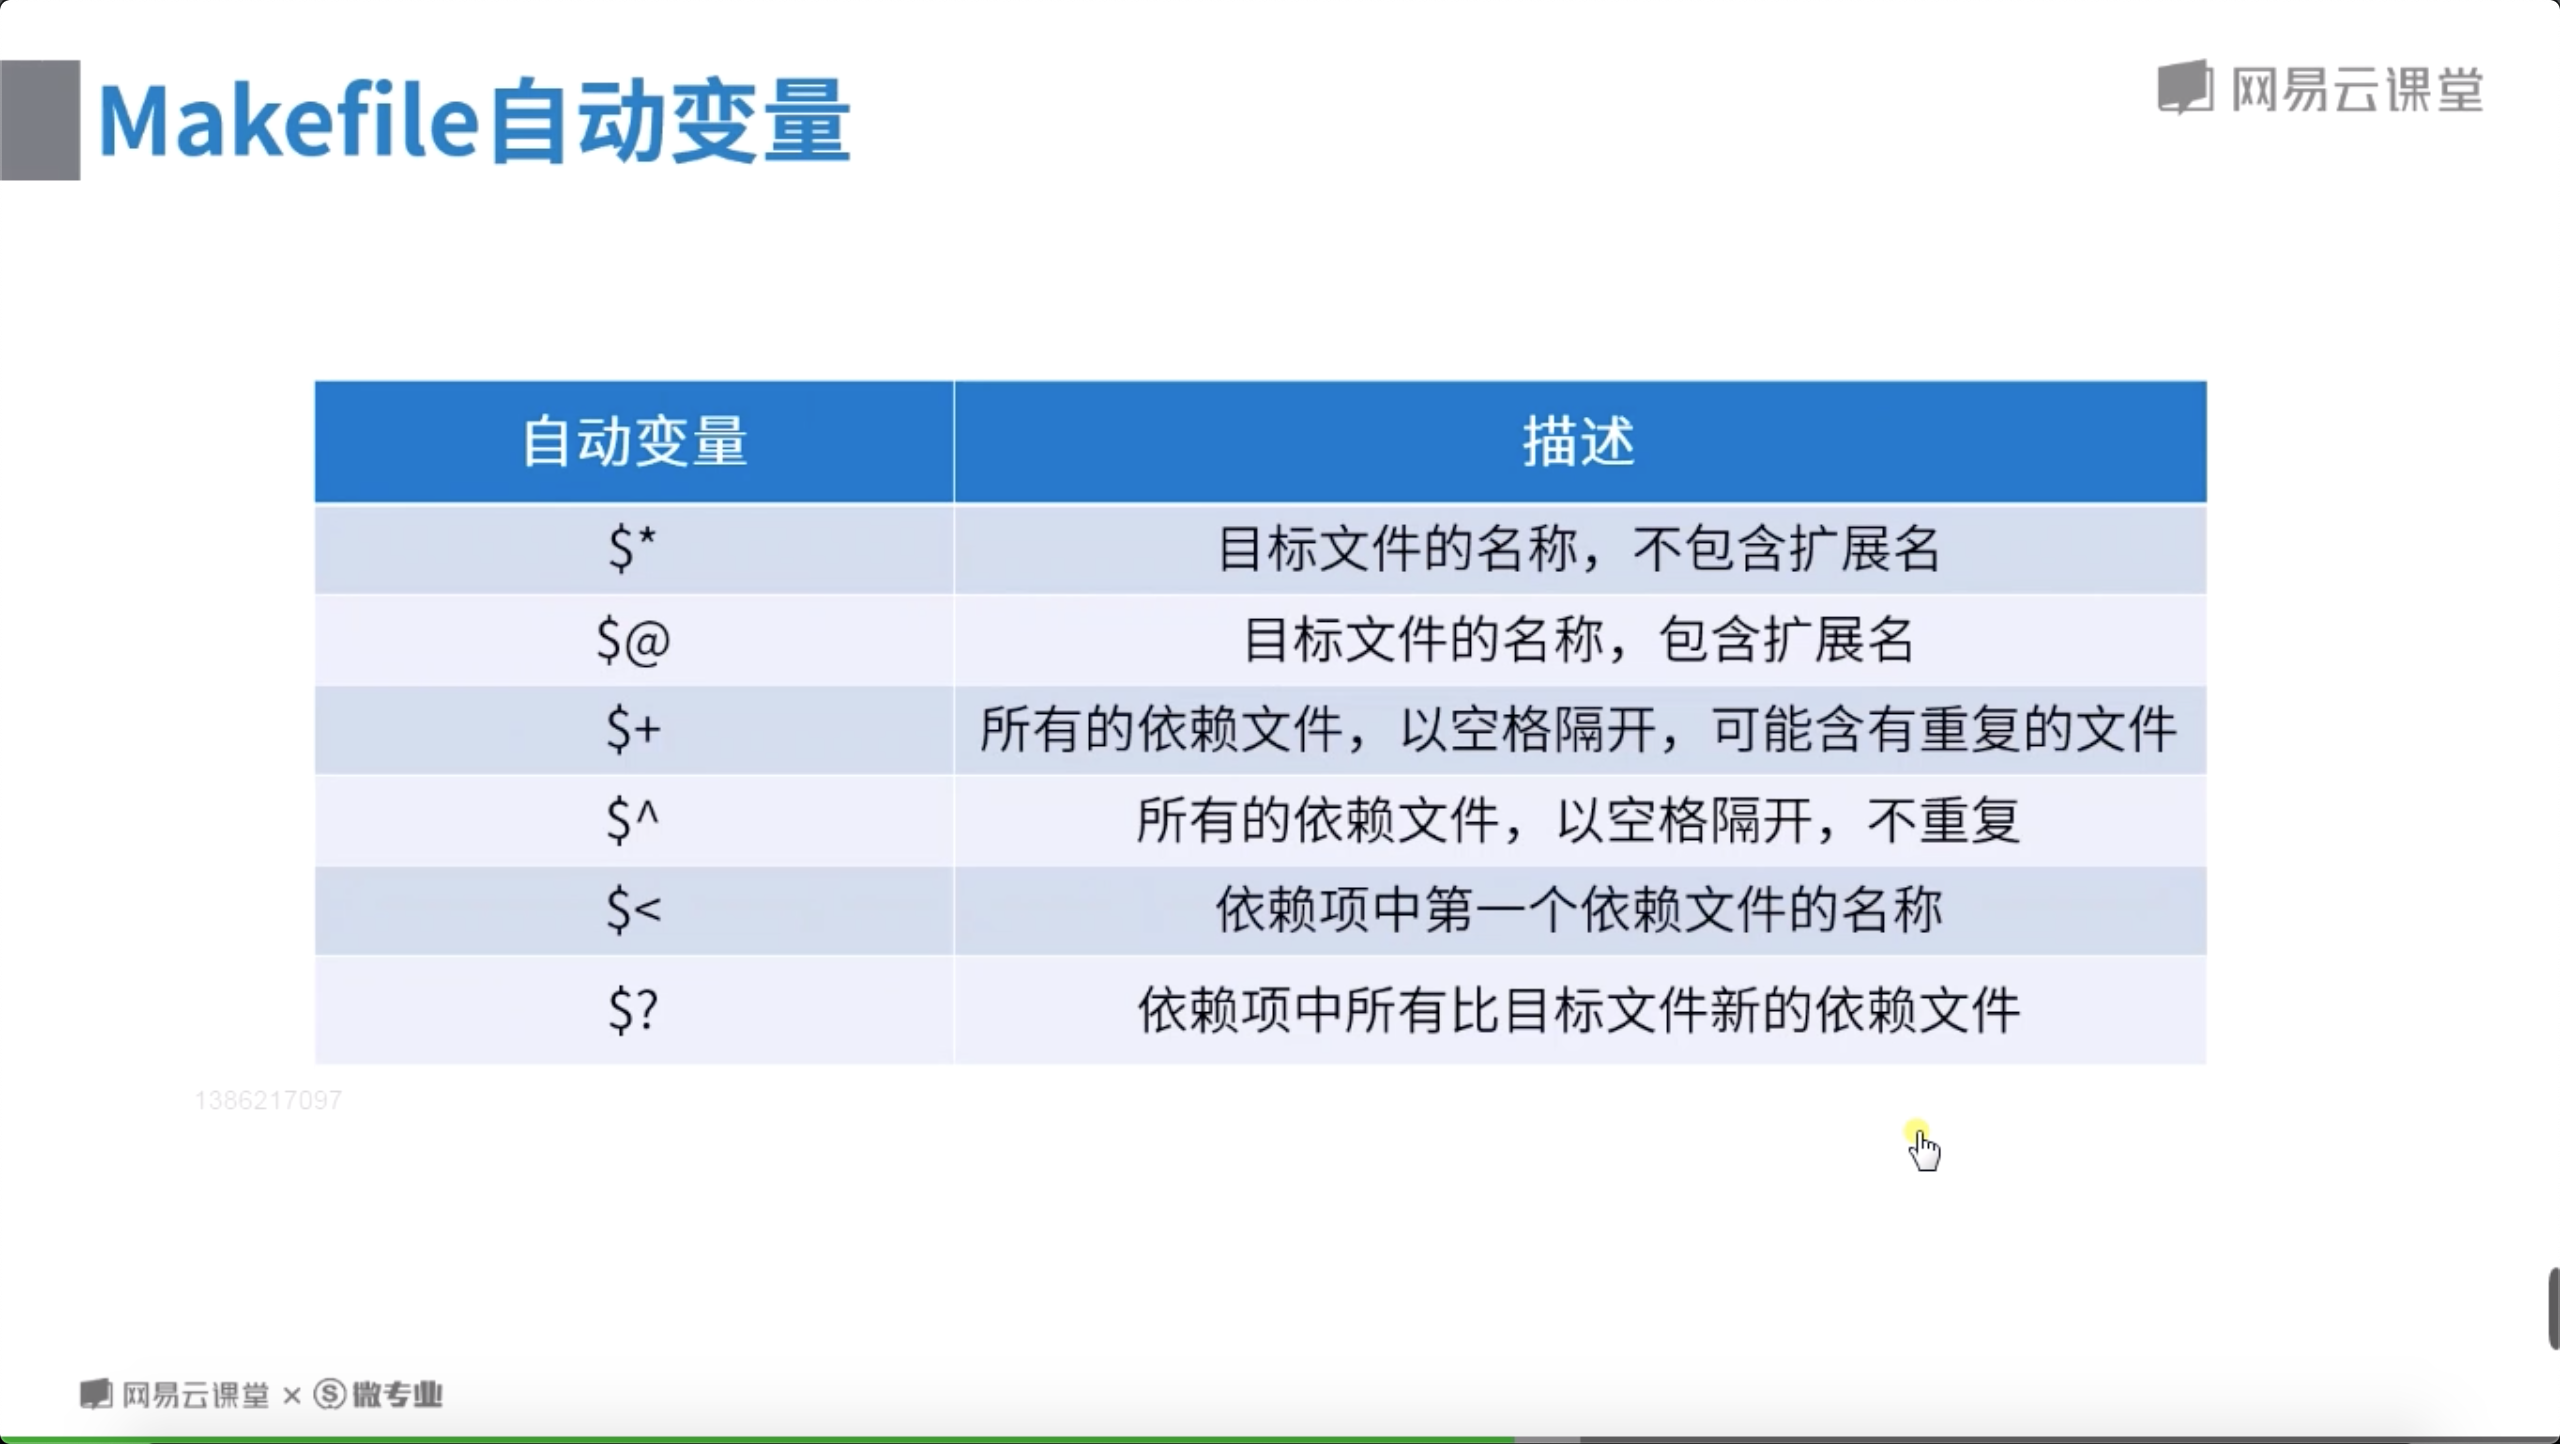 Makefile自动变量
网易云课堂
自动变量 描述
$* 目标文件的名称，不包含扩展名
$@ 目标文件的名称，包含扩展名
$+ 所有的依赖文件，以空格隔开，可能含有重复的文件
$^ 所有的依赖文件，以空格隔开，不重复
$< 依赖项中第一个依赖文件的名称
$? 依赖项中所有比目标文件新的依赖文件
1386217097
网易云课堂 × S 微专业